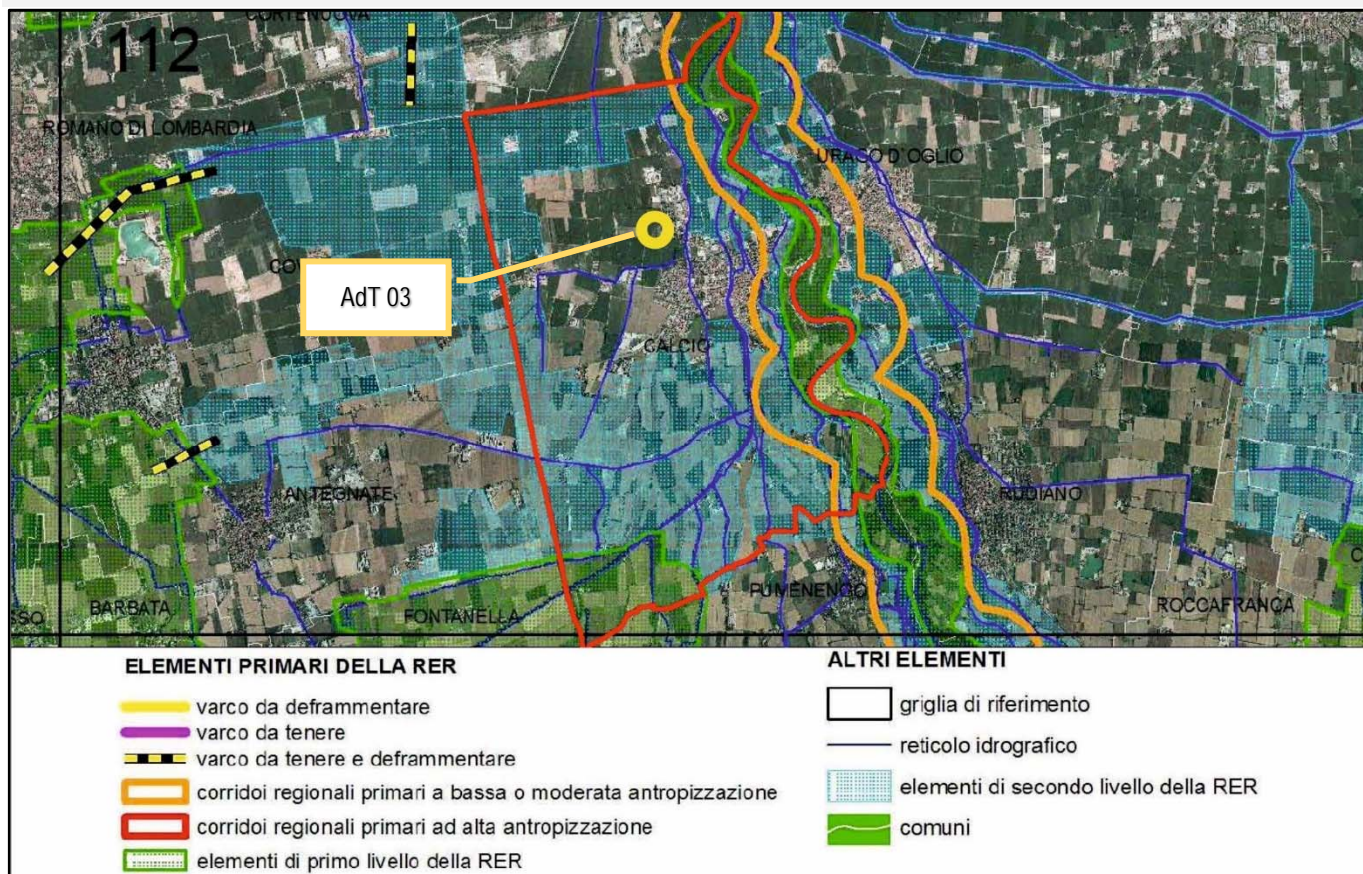 CORTENUOVA
112
ROMANO DI LOMBARDIA
URAGO D'OGLIO
AdT 03
CALCIO
ANTEGNATE
RUDIANO
BARBATA
FONTANELLA
PUMENENGO
ROCCAFRANCA
ELEMENTI PRIMARI DELLA RER
varco da deframmentare
varco da tenere
varco da tenere e deframmentare
corridoi regionali primari a bassa o moderata antropizzazione
corridoi regionali primari ad alta antropizzazione
elementi di primo livello della RER
ALTRI ELEMENTI
griglia di riferimento
reticolo idrografico
elementi di secondo livello della RER
comuni